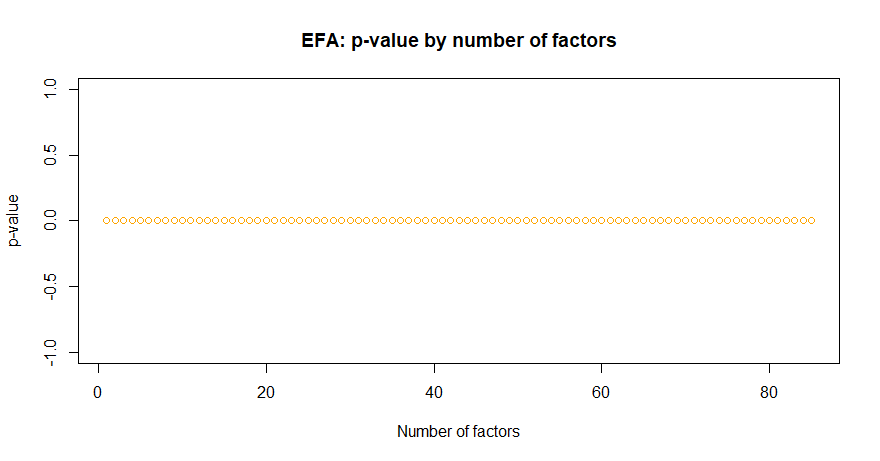 EFA: p-value by number of factors
1.0
0.5
0.0
-0.5
-1.0
p-value
0 20 40 60 80
Number of factors